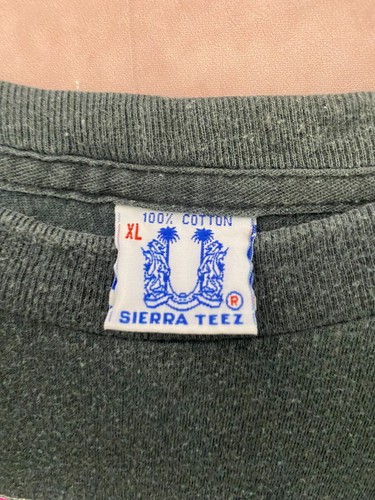 100% COTTON
XL
®
SIERRA TEEZ